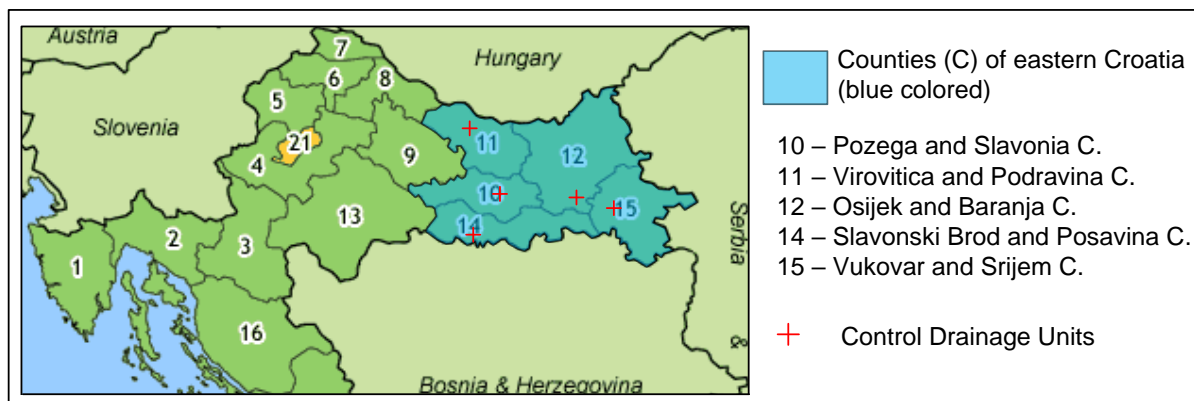 Austria
Hungary
Slovenia
7
6
8
5
21
4
9
11
12
10
15
13
14
2
3
1
16
Serbia
&
Bosnia & Herzegovina
Counties (C) of eastern Croatia
(blue colored)
10 – Pozega and Slavonia C.
11 – Virovitica and Podravina C.
12 – Osijek and Baranja C.
14 – Slavonski Brod and Posavina C.
15 – Vukovar and Srijem C.
Control Drainage Units